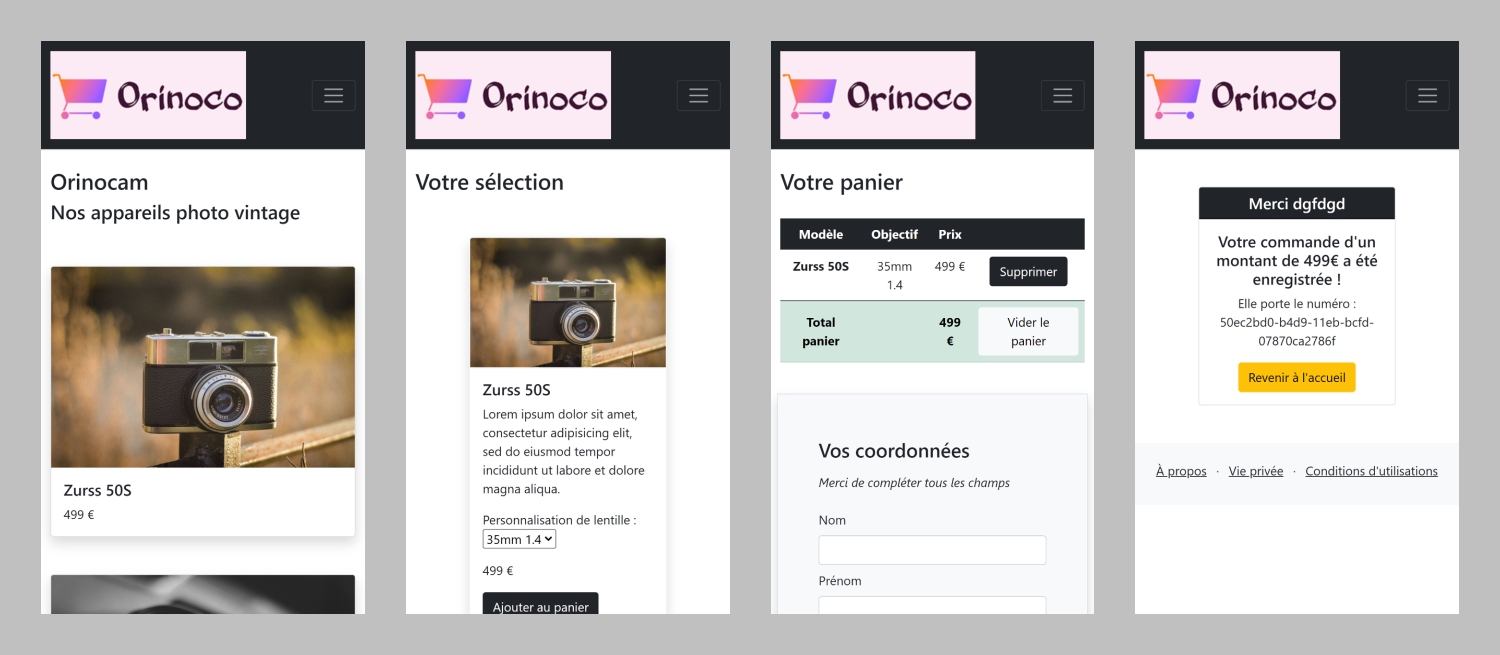 Orinoco
Orinocam
Nos appareils photo vintage
Zurss 50S
499 €
Orinoco
Votre sélection
Zurss 50S
Lorem ipsum dolor sit amet,
consectetur adipisicing elit,
sed do eiusmod tempor
incididunt ut labore et dolore
magna aliqua.
Personnalisation de lentille :
35mm 1.4
499 €
Ajouter au panier
Orinoco
Votre panier
Modèle Objectif Prix
Zurss 50S 35mm 1.4 499 € Supprimer
Total panier 499 € Vider le panier
Vos coordonnées
Merci de compléter tous les champs
Nom
Prénom
Orinoco
Merci dgfdgd
Votre commande d'un
montant de 499€ a été
enregistrée !
Elle porte le numéro :
50ec2bd0-b4d9-11eb-bcfd-
07870ca2786f
Revenir à l'accueil
À propos · Vie privée · Conditions d'utilisations